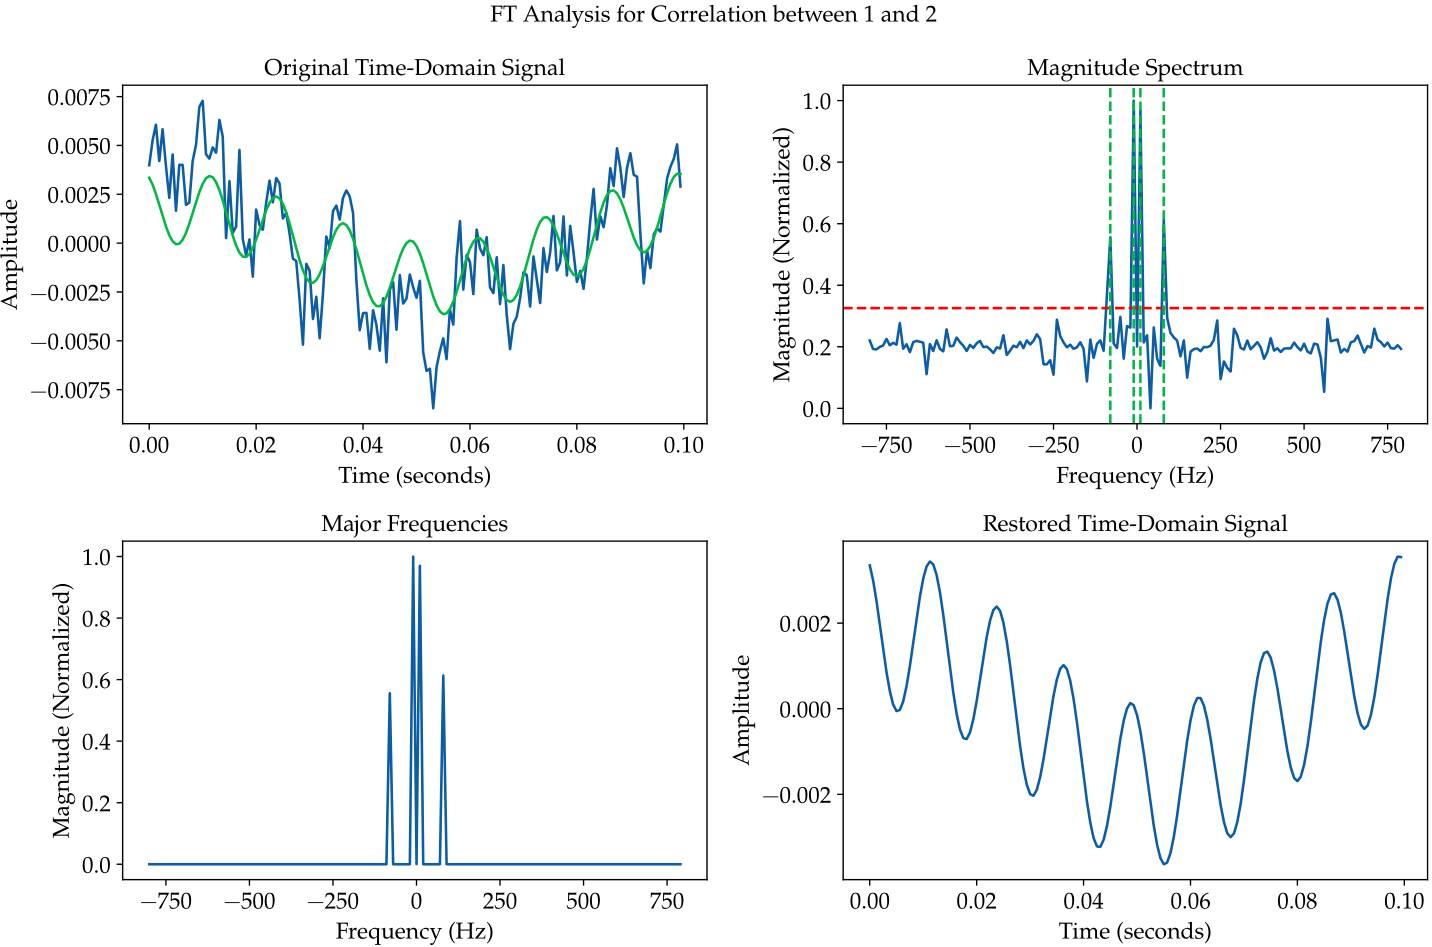 FT Analysis for Correlation between 1 and 2
Original Time-Domain Signal
Amplitude
0.0075
0.0050
0.0025
0.0000
−0.0025
−0.0050
−0.0075
0.00 0.02 0.04 0.06 0.08 0.10
Time (seconds)
Magnitude Spectrum
Magnitude (Normalized)
1.0
0.8
0.6
0.4
0.2
0.0
−750 −500 −250 0 250 500 750
Frequency (Hz)
Major Frequencies
Magnitude (Normalized)
1.0
0.8
0.6
0.4
0.2
0.0
−750 −500 −250 0 250 500 750
Frequency (Hz)
Restored Time-Domain Signal
Amplitude
0.002
0.000
−0.002
0.00 0.02 0.04 0.06 0.08 0.10
Time (seconds)